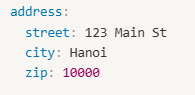 address:
  street: 123 Main St
  city: Hanoi
  zip: 10000